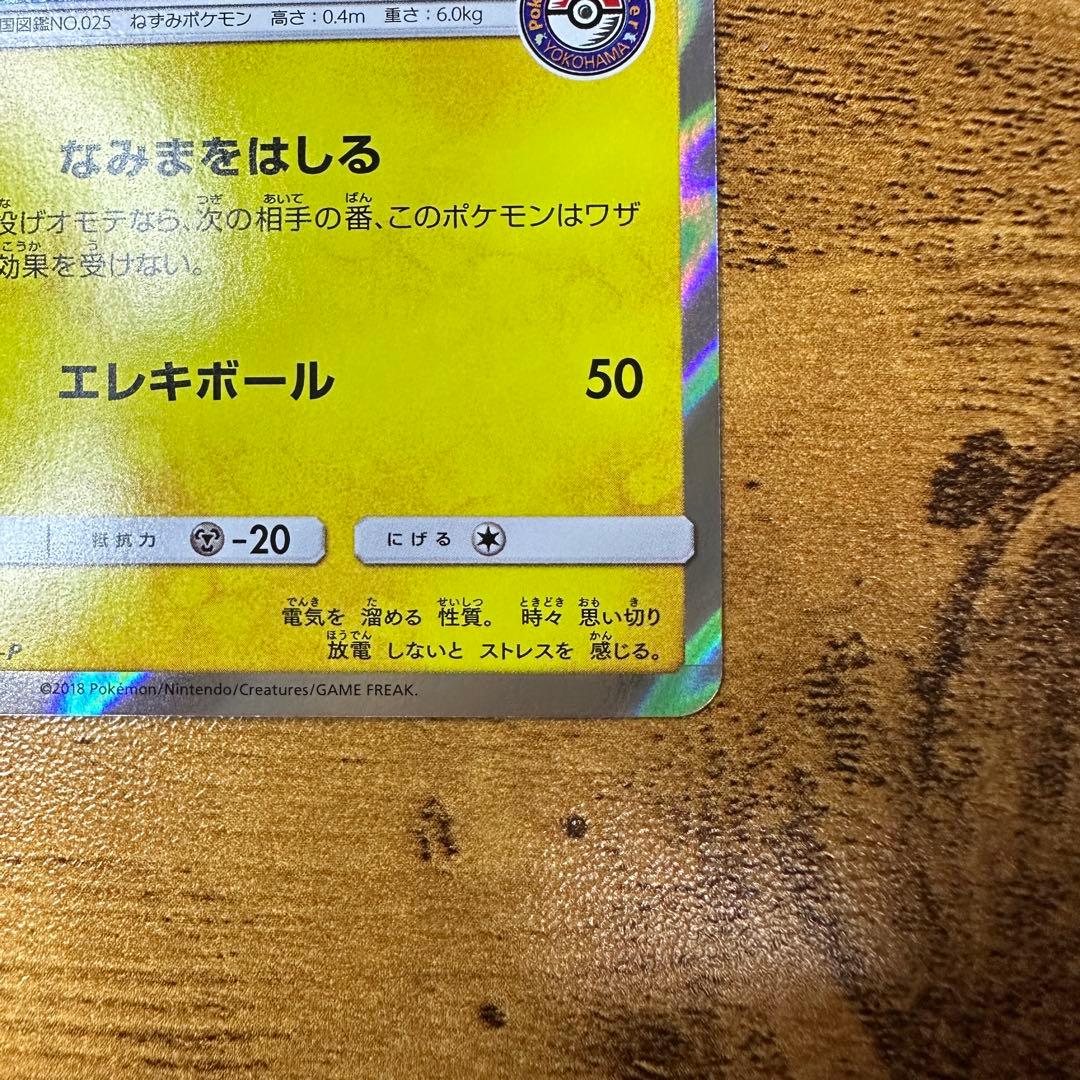 国図鑑NO.025 ねずみポケモン 高さ：0.4m 重さ：6.0kg
YOKOHAMA
なみまをはしる
投げオモテなら、次の相手の番、このポケモンはワザ
効果を受けない。
エレキボール 50
抵抗力 -20 にげる
電気を 溜める 性質。 時々 思い切り
放電 しないと ストレスを 感じる。
-P
©2018 Pokémon/Nintendo/Creatures/GAME FREAK.